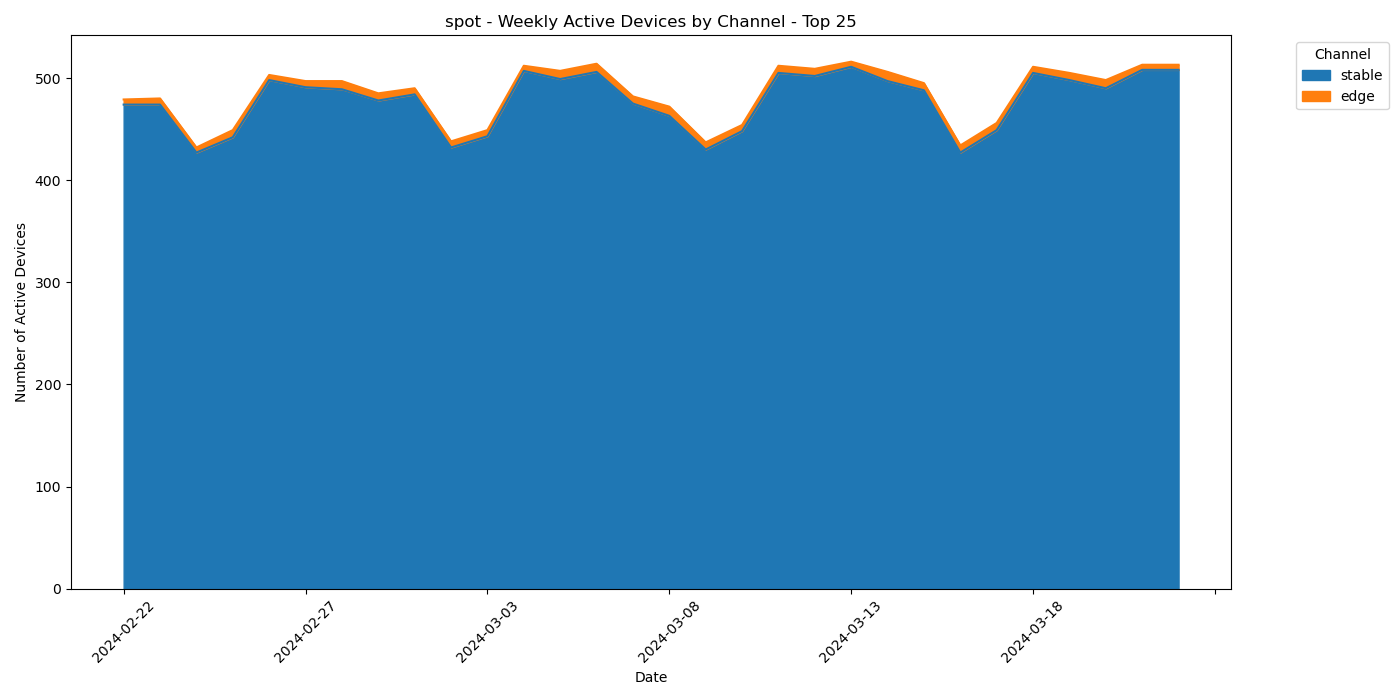 spot - Weekly Active Devices by Channel - Top 25
Channel
stable
edge
Number of Active Devices
500
400
300
200
100
0
2024-02-22
2024-02-27
2024-03-03
2024-03-08
2024-03-13
2024-03-18
Date